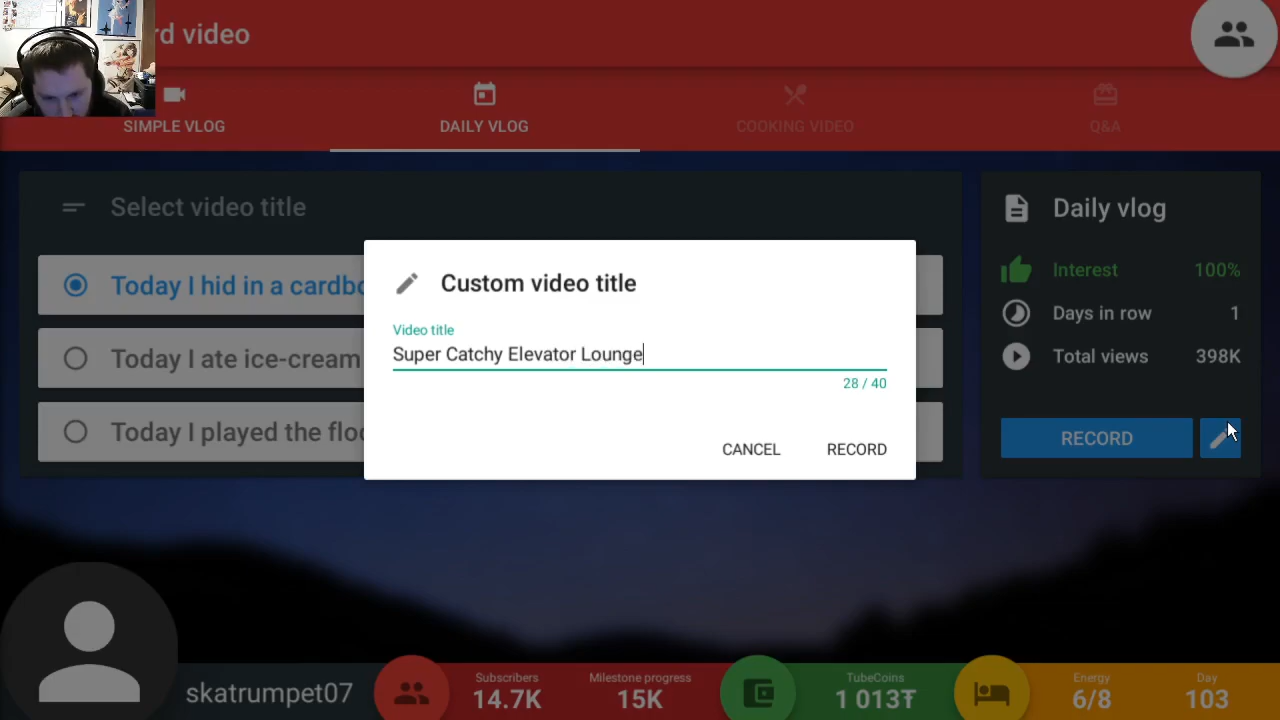 rd video
SIMPLE VLOG
DAILY VLOG
COOKING VIDEO
Q&A
Select video title
Today I hid in a cardbo
Today I ate ice-cream
Today I played the floo
Custom video title
Video title
Super Catchy Elevator Lounge
28 / 40
CANCEL
RECORD
Daily vlog
Interest 100%
Days in row 1
Total views 398K
RECORD
skatrumpet07
Subscribers
14.7K
Milestone progress
15K
TubeCoins
1 013Ŧ
Energy
6/8
Day
103